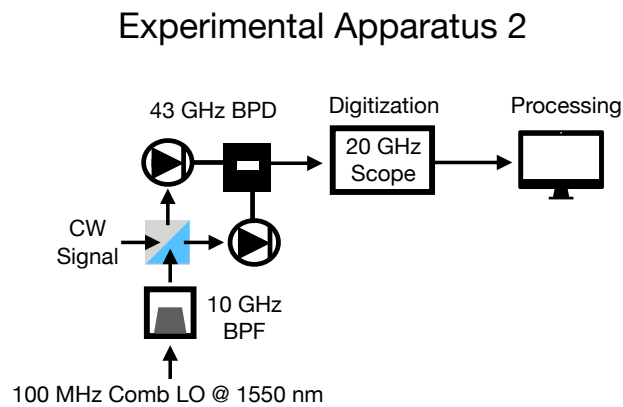 Experimental Apparatus 2
43 GHz BPD
Digitization
Processing
20 GHz
Scope
CW
Signal
10 GHz
BPF
100 MHz Comb LO @ 1550 nm